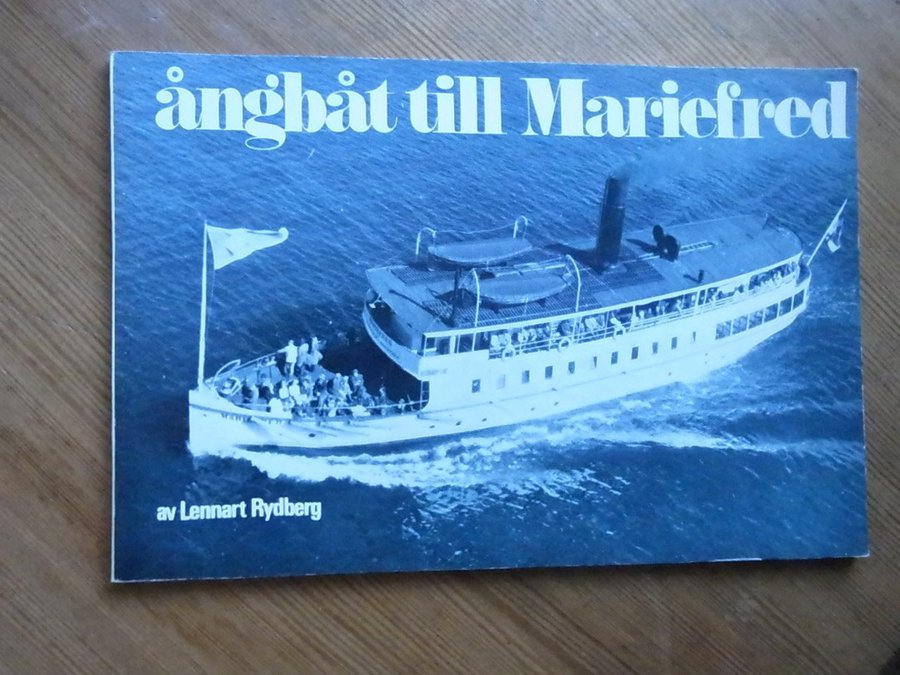 ångbåt till Mariefred
av Lennart Rydberg